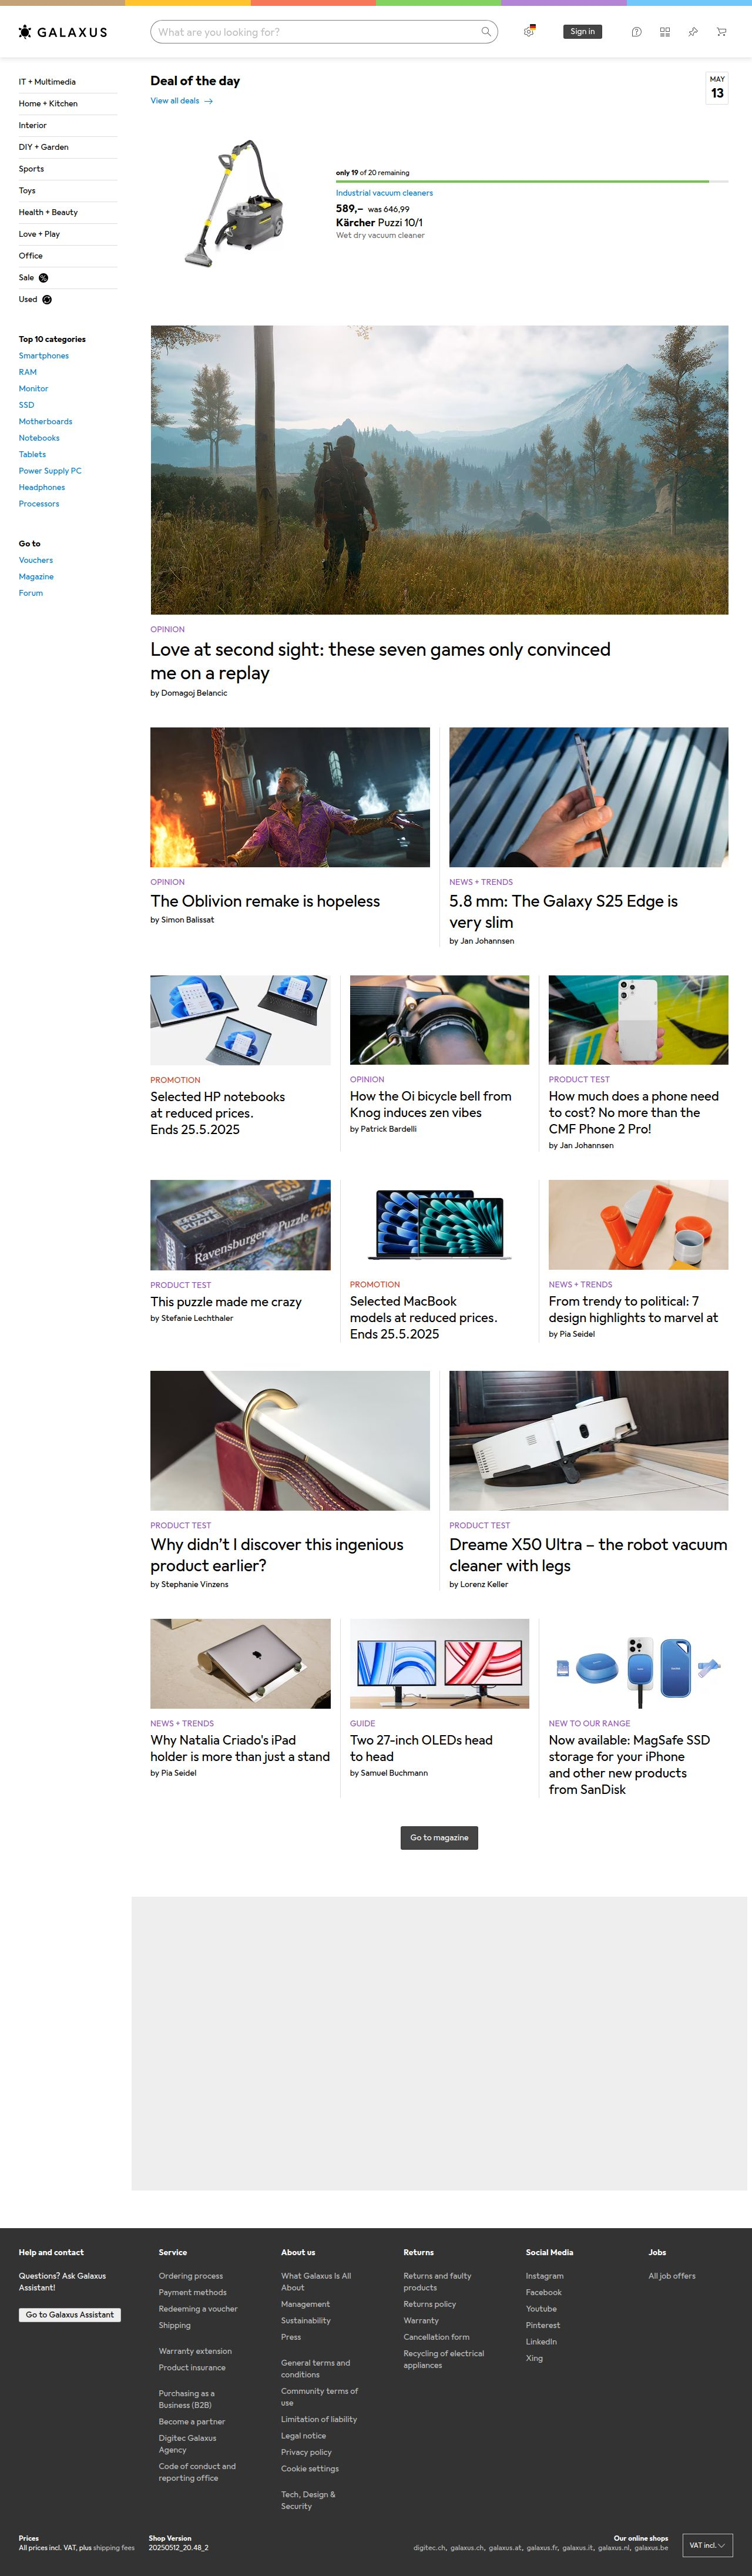 GALAXUS
What are you looking for?
Sign in
IT + Multimedia
Home + Kitchen
Interior
DIY + Garden
Sports
Toys
Health + Beauty
Love + Play
Office
Sale
Used
Top 10 categories
Smartphones
RAM
Monitor
SSD
Motherboards
Notebooks
Tablets
Power Supply PC
Headphones
Processors
Go to
Vouchers
Magazine
Forum
Deal of the day
View all deals
MAY
13
only 19 of 20 remaining
Industrial vacuum cleaners
589,– was 646,99
Kärcher Puzzi 10/1
Wet dry vacuum cleaner
OPINION
Love at second sight: these seven games only convinced
me on a replay
by Domagoj Belancic
OPINION
The Oblivion remake is hopeless
by Simon Balissat
NEWS + TRENDS
5.8 mm: The Galaxy S25 Edge is
very slim
by Jan Johannsen
PROMOTION
Selected HP notebooks
at reduced prices.
Ends 25.5.2025
OPINION
How the Oi bicycle bell from
Knog induces zen vibes
by Patrick Bardelli
PRODUCT TEST
How much does a phone need
to cost? No more than the
CMF Phone 2 Pro!
by Jan Johannsen
Ravensburger Puzzle 759
PRODUCT TEST
This puzzle made me crazy
by Stefanie Lechthaler
PROMOTION
Selected MacBook
models at reduced prices.
Ends 25.5.2025
NEWS + TRENDS
From trendy to political: 7
design highlights to marvel at
by Pia Seidel
PRODUCT TEST
Why didn't I discover this ingenious
product earlier?
by Stephanie Vinzens
PRODUCT TEST
Dreame X50 Ultra – the robot vacuum
cleaner with legs
by Lorenz Keller
NEWS + TRENDS
Why Natalia Criado's iPad
holder is more than just a stand
by Pia Seidel
GUIDE
Two 27-inch OLEDs head
to head
by Samuel Buchmann
NEW TO OUR RANGE
Now available: MagSafe SSD
storage for your iPhone
and other new products
from SanDisk
Go to magazine
Help and contact
Questions? Ask Galaxus
Assistant!
Go to Galaxus Assistant
Service
Ordering process
Payment methods
Redeeming a voucher
Shipping
Warranty extension
Product insurance
Purchasing as a
Business (B2B)
Become a partner
Digitec Galaxus
Agency
Code of conduct and
reporting office
About us
What Galaxus Is All
About
Management
Sustainability
Press
General terms and
conditions
Community terms of
use
Limitation of liability
Legal notice
Privacy policy
Cookie settings
Tech, Design &
Security
Returns
Returns and faulty
products
Returns policy
Warranty
Cancellation form
Recycling of electrical
appliances
Social Media
Instagram
Facebook
Youtube
Pinterest
LinkedIn
Xing
Jobs
All job offers
Prices
All prices incl. VAT, plus shipping fees
Shop Version
20250512_20.48_2
Our online shops
digitec.ch, galaxus.ch, galaxus.at, galaxus.fr, galaxus.it, galaxus.nl, galaxus.be
VAT incl.